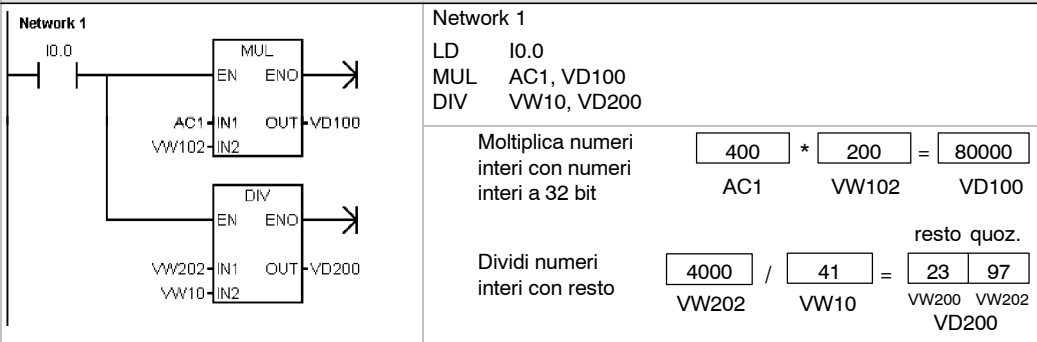 Network 1
I0.0
MUL
EN ENO
AC1 IN1 OUT VD100
VW102 IN2
DIV
EN ENO
VW202 IN1 OUT VD200
VW10 IN2
Network 1
LD I0.0
MUL AC1, VD100
DIV VW10, VD200
Moltiplica numeri
interi con numeri
interi a 32 bit
400 * 200 = 80000
AC1 VW102 VD100
Dividi numeri
interi con resto
resto quoz.
4000 / 41 = 23 97
VW202 VW10 VW200 VW202
VD200